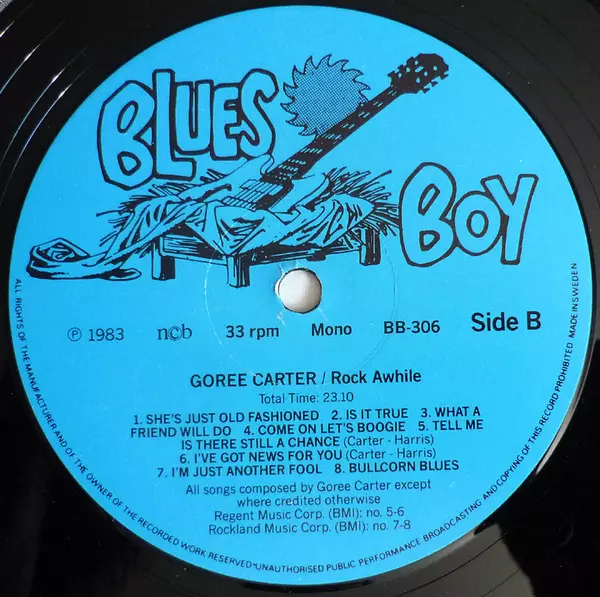 BLUES
BOY
℗ 1983 ncb 33 rpm Mono BB-306 Side B
GOREE CARTER / Rock Awhile
Total Time: 23.10
1. SHE'S JUST OLD FASHIONED 2. IS IT TRUE 3. WHAT A
FRIEND WILL DO 4. COME ON LET'S BOOGIE 5. TELL ME
IS THERE STILL A CHANCE (Carter - Harris)
6. I'VE GOT NEWS FOR YOU (Carter - Harris)
7. I'M JUST ANOTHER FOOL 8. BULLCORN BLUES
All songs composed by Goree Carter except
where credited otherwise
Regent Music Corp. (BMI): no. 5-6
Rockland Music Corp. (BMI): no. 7-8
ALL RIGHTS OF THE MANUFACTURER AND OF THE OWNER OF THE RECORDED WORK RESERVED · UNAUTHORISED PUBLIC PERFORMANCE BROADCASTING AND COPYING OF THIS RECORD PROHIBITED MADE IN SWEDEN